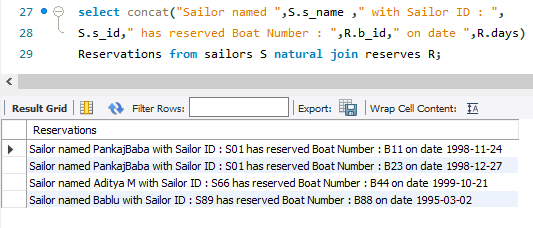 27 select concat("Sailor named ",S.s_name ," with Sailor ID : ",
28 S.s_id," has reserved Boat Number : ",R.b_id," on date ",R.days)
29 Reservations from sailors S natural join reserves R;
Result Grid Filter Rows: Export: Wrap Cell Content: IA
Reservations
Sailor named PankajBaba with Sailor ID : S01 has reserved Boat Number : B11 on date 1998-11-24
Sailor named PankajBaba with Sailor ID : S01 has reserved Boat Number : B23 on date 1998-12-27
Sailor named Aditya M with Sailor ID : S66 has reserved Boat Number : B44 on date 1999-10-21
Sailor named Bablu with Sailor ID : S89 has reserved Boat Number : B88 on date 1995-03-02